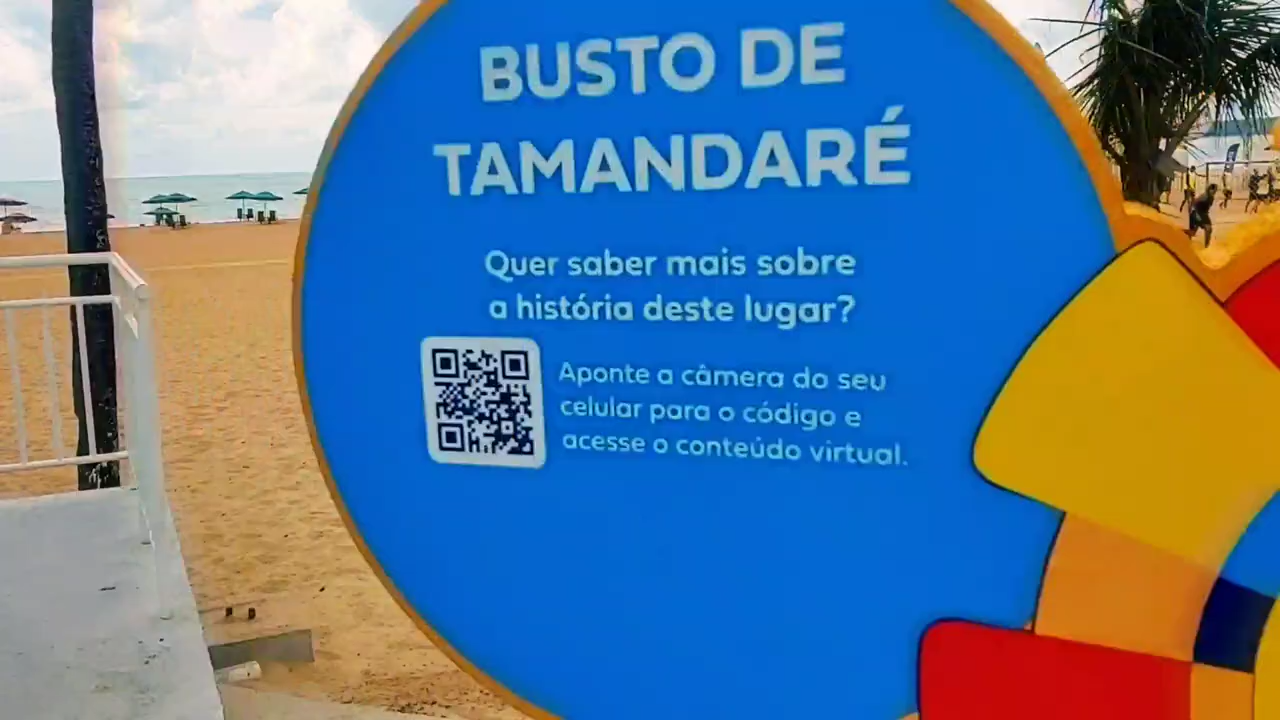 BUSTO DE
TAMANDARÉ
Quer saber mais sobre
a história deste lugar?
Aponte a câmera do seu
celular para o código e
acesse o conteúdo virtual.